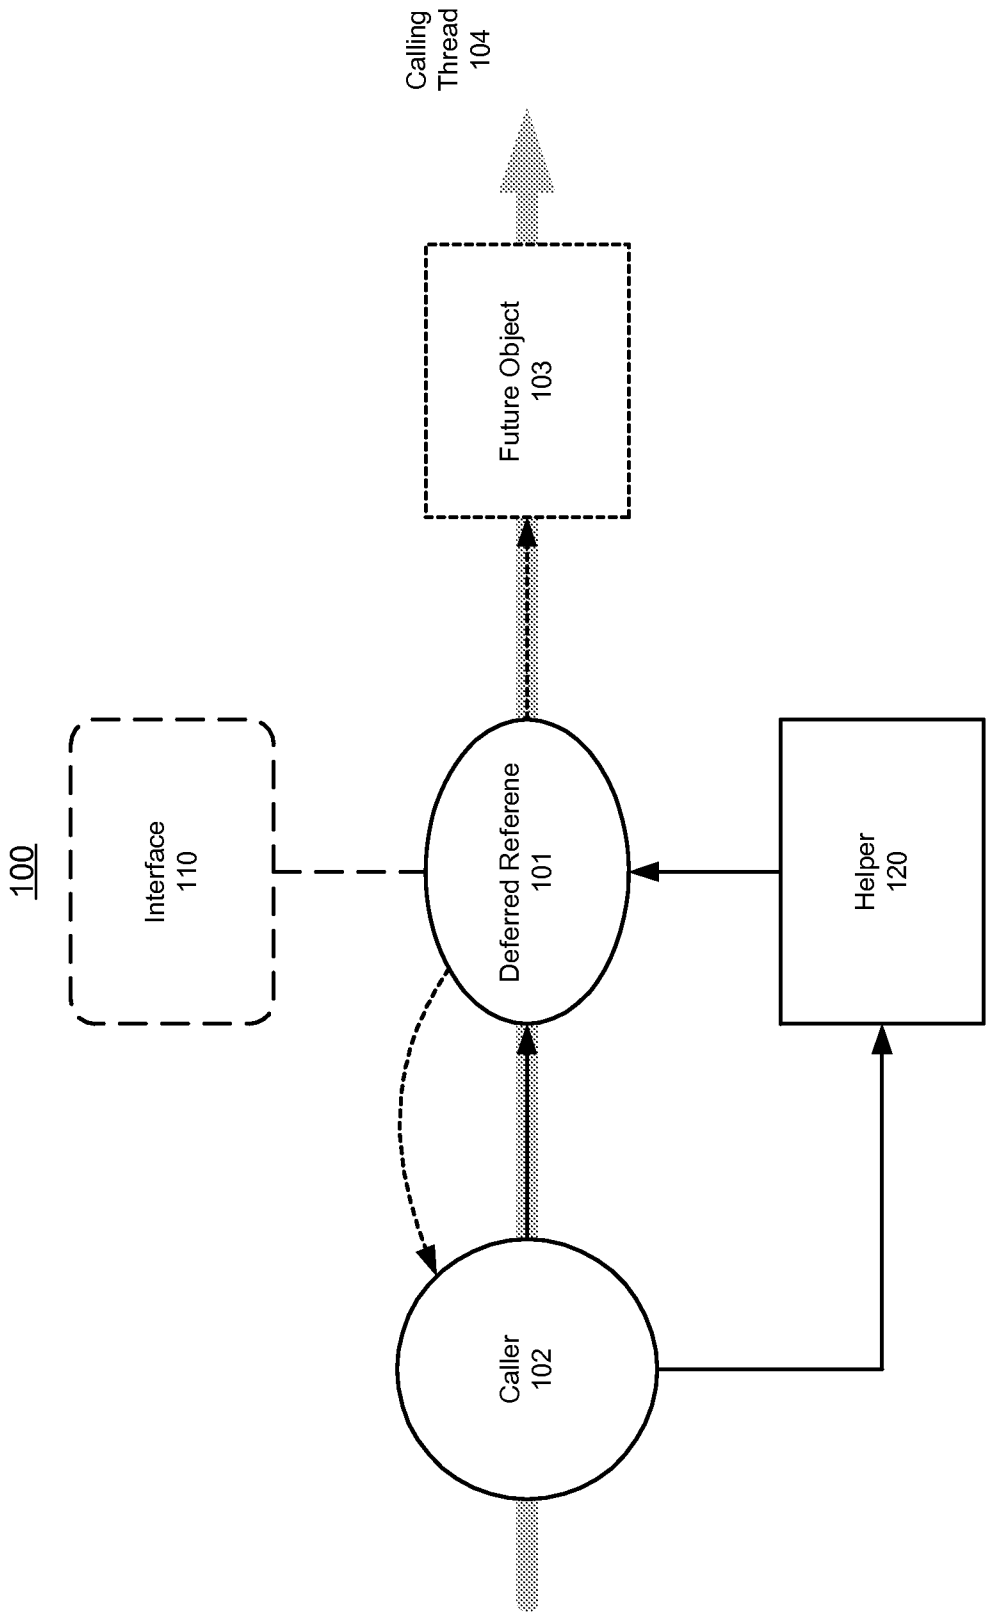 100
Interface
110
Caller
102
Deferred Referene
101
Future Object
103
Calling
Thread
104
Helper
120